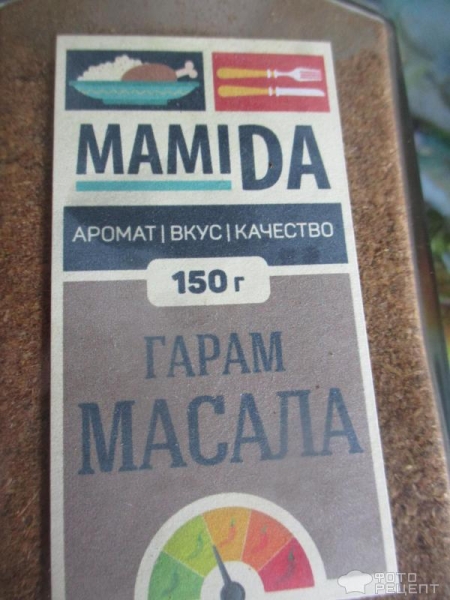 MAMIDA
АРОМАТ | ВКУС | КАЧЕСТВО
150 г
ГАРАМ
МАСАЛА
ФОТО
РЕЦЕПТ